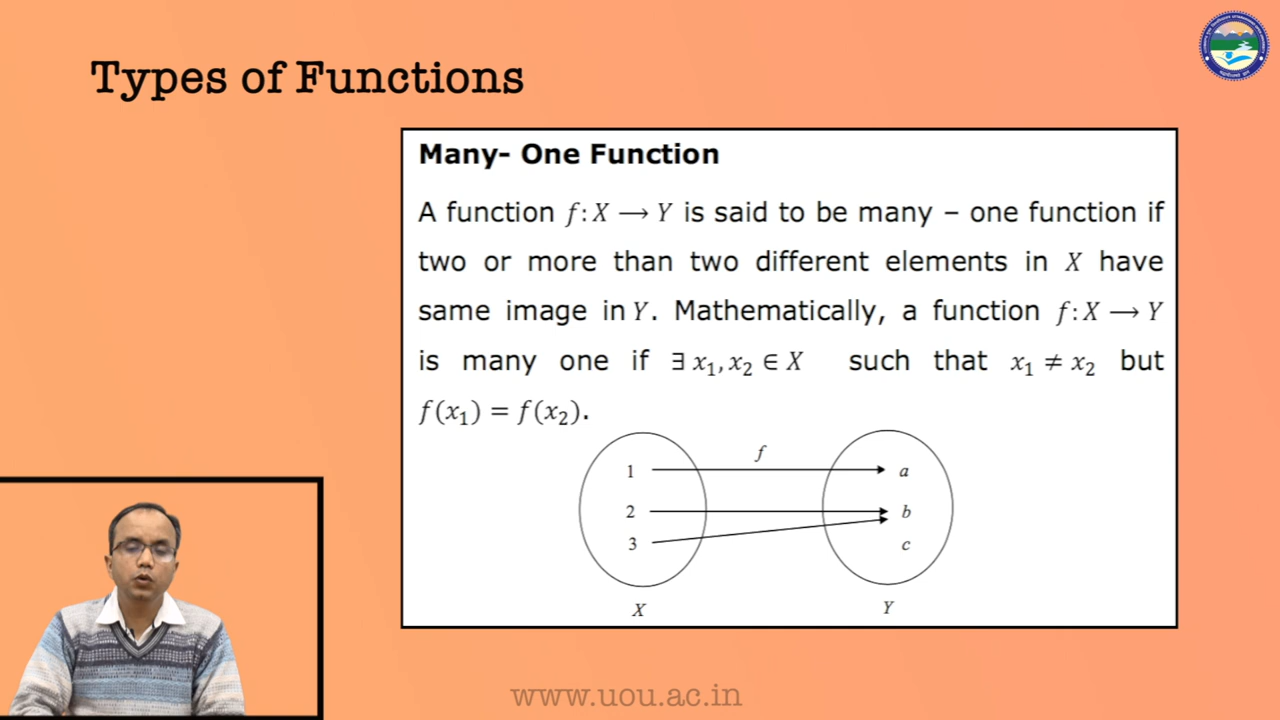 Types of Functions
Many- One Function
A function f: X ⟶ Y is said to be many – one function if
two or more than two different elements in X have
same image in Y. Mathematically, a function f: X ⟶ Y
is many one if ∃ x₁, x₂ ∈ X such that x₁ ≠ x₂ but
f(x₁) = f(x₂).
f
1 a
2 b
3 c
X Y
www.uou.ac.in